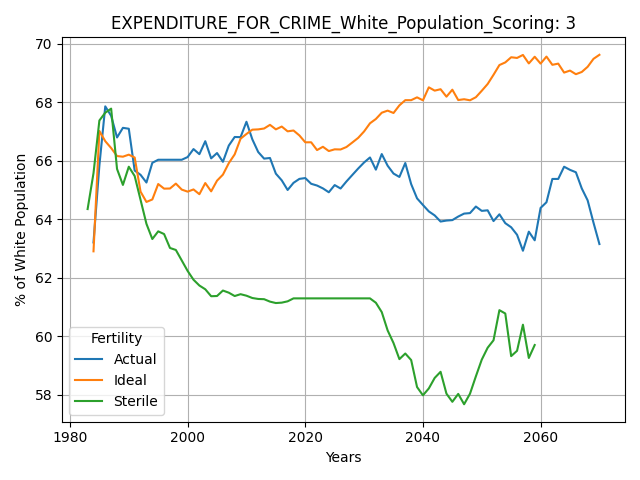 EXPENDITURE_FOR_CRIME_White_Population_Scoring: 3
70
68
66
64
62
60
58
% of White Population
Fertility
Actual
Ideal
Sterile
1980
2000
2020
2040
2060
Years